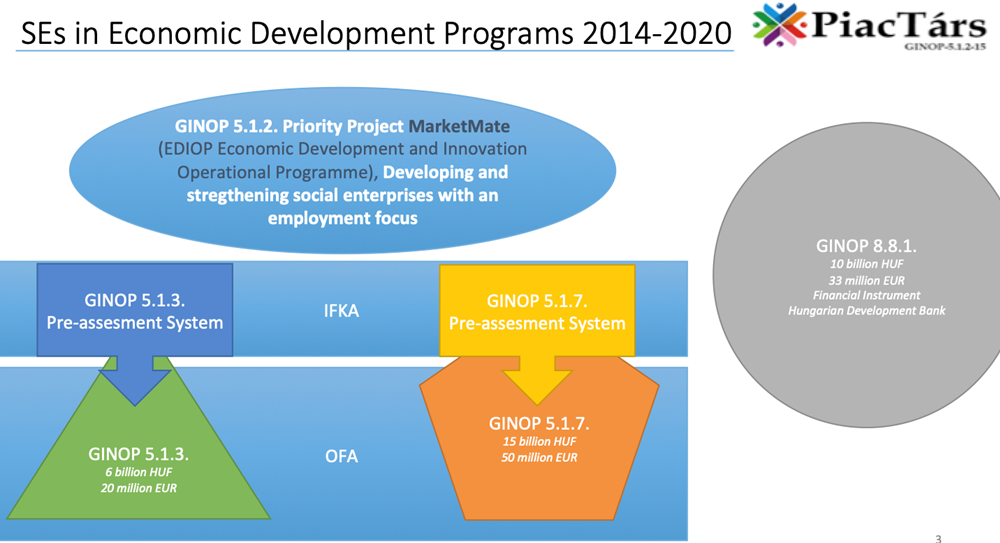 SEs in Economic Development Programs 2014-2020
PiacTárs
GINOP-5.1.2-15
GINOP 5.1.2. Priority Project MarketMate
(EDIOP Economic Development and Innovation
Operational Programme), Developing and
stregthening social enterprises with an
employment focus
GINOP 8.8.1.
10 billion HUF
33 million EUR
Financial Instrument
Hungarian Development Bank
GINOP 5.1.3.
Pre-assesment System
IFKA
GINOP 5.1.7.
Pre-assesment System
GINOP 5.1.3.
6 billion HUF
20 million EUR
OFA
GINOP 5.1.7.
15 billion HUF
50 million EUR
3